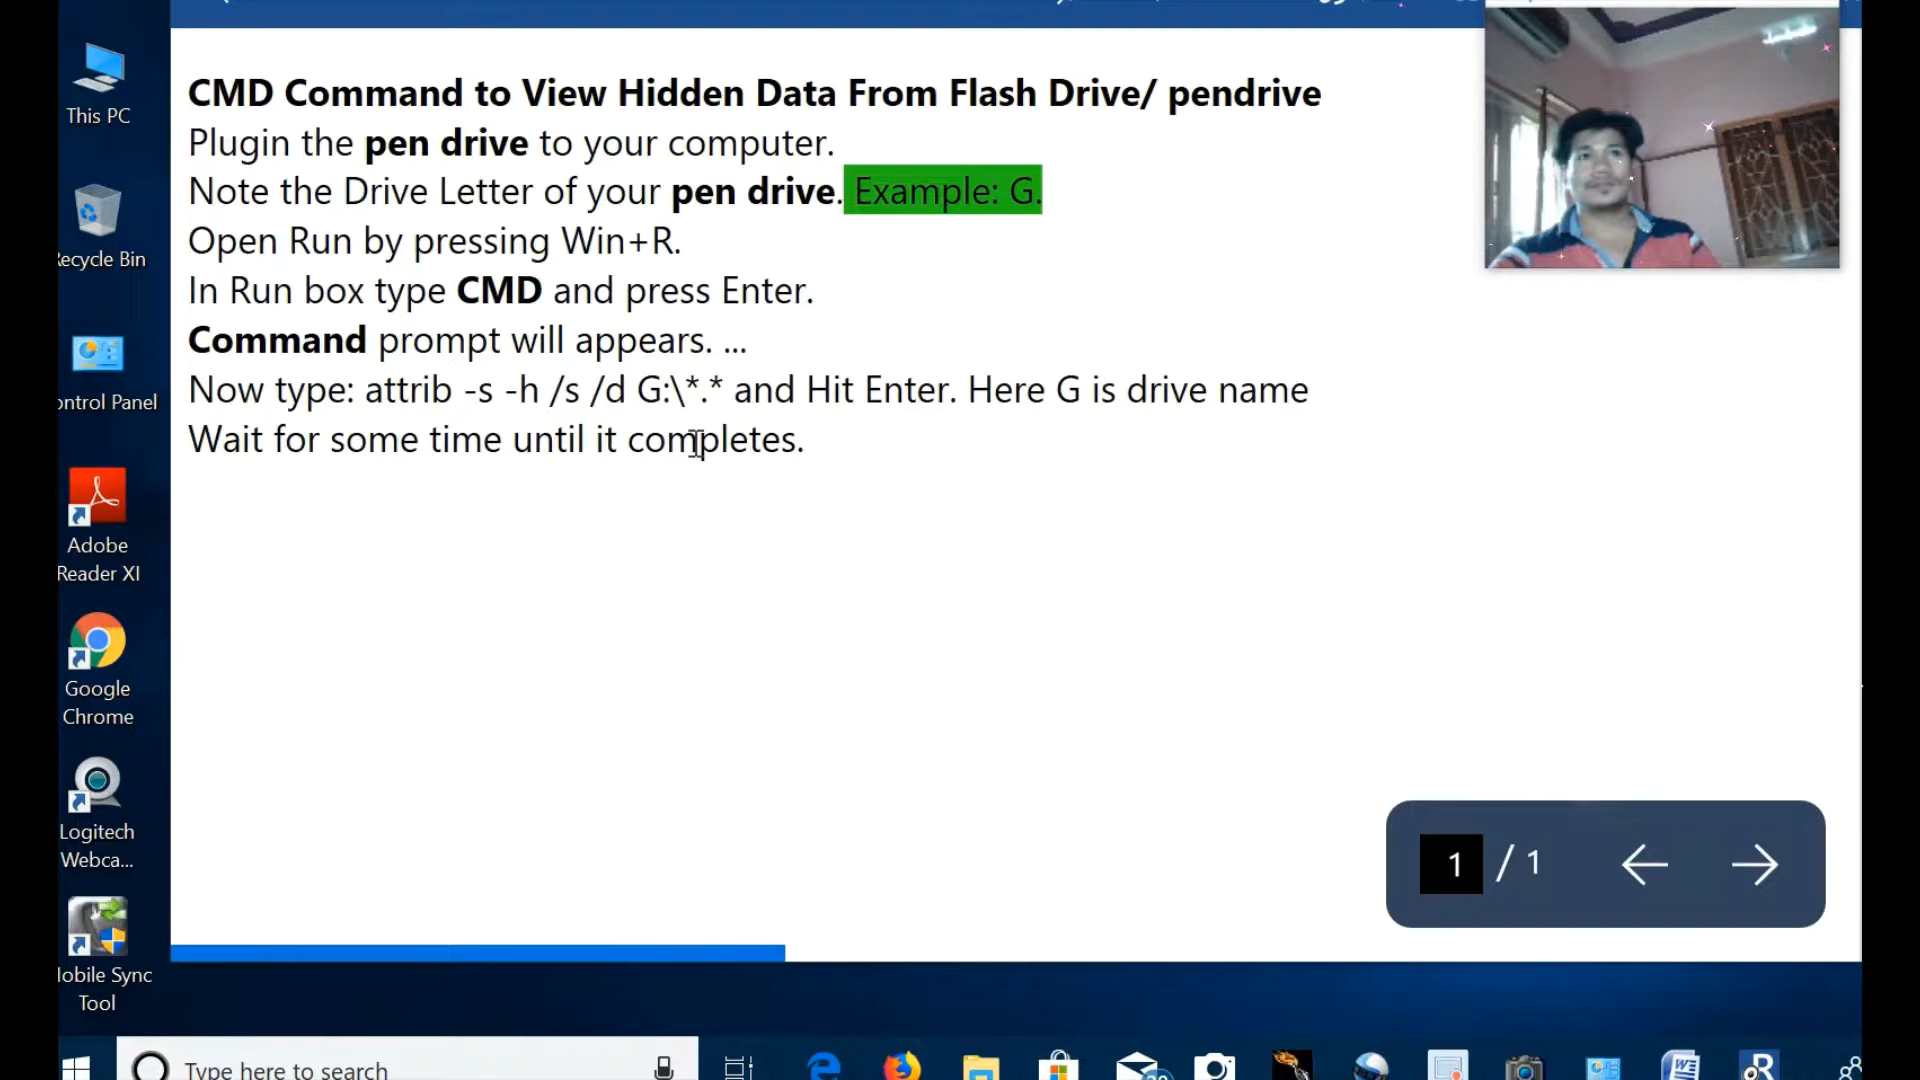 This PC
CMD Command to View Hidden Data From Flash Drive/ pendrive
Plugin the pen drive to your computer.
Note the Drive Letter of your pen drive. Example: G.
Open Run by pressing Win+R.
In Run box type CMD and press Enter.
Command prompt will appears. ...
Now type: attrib -s -h /s /d G:\*.* and Hit Enter. Here G is drive name
Wait for some time until it completes.
ecycle Bin
ontrol Panel
Adobe
Reader XI
Google
Chrome
Logitech
Webca...
obile Sync
Tool
1 / 1
Type here to search